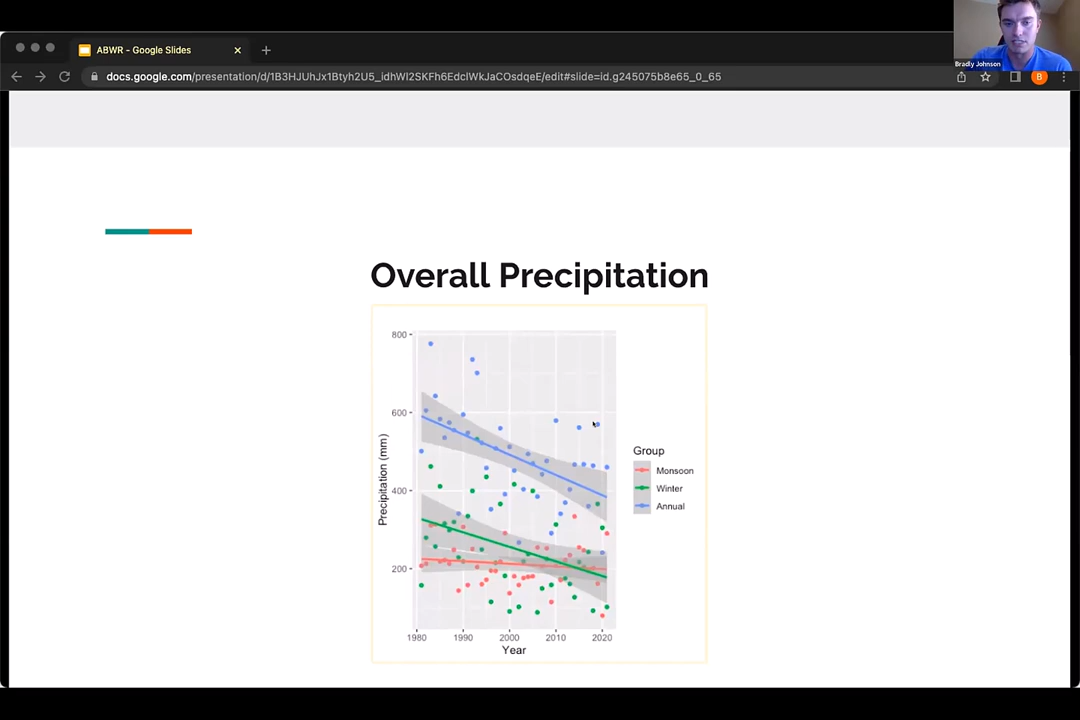 ABWR - Google Slides
docs.google.com/presentation/d/1B3HJUhJx1Btyh2U5_idhWl2SKFh6EdclWkJaCOsdqeE/edit#slide=id.g245075b8e65_0_65
Bradly Johnson
B
Overall Precipitation
800
600
400
200
Precipitation (mm)
1980 1990 2000 2010 2020
Year
Group
Monsoon
Winter
Annual